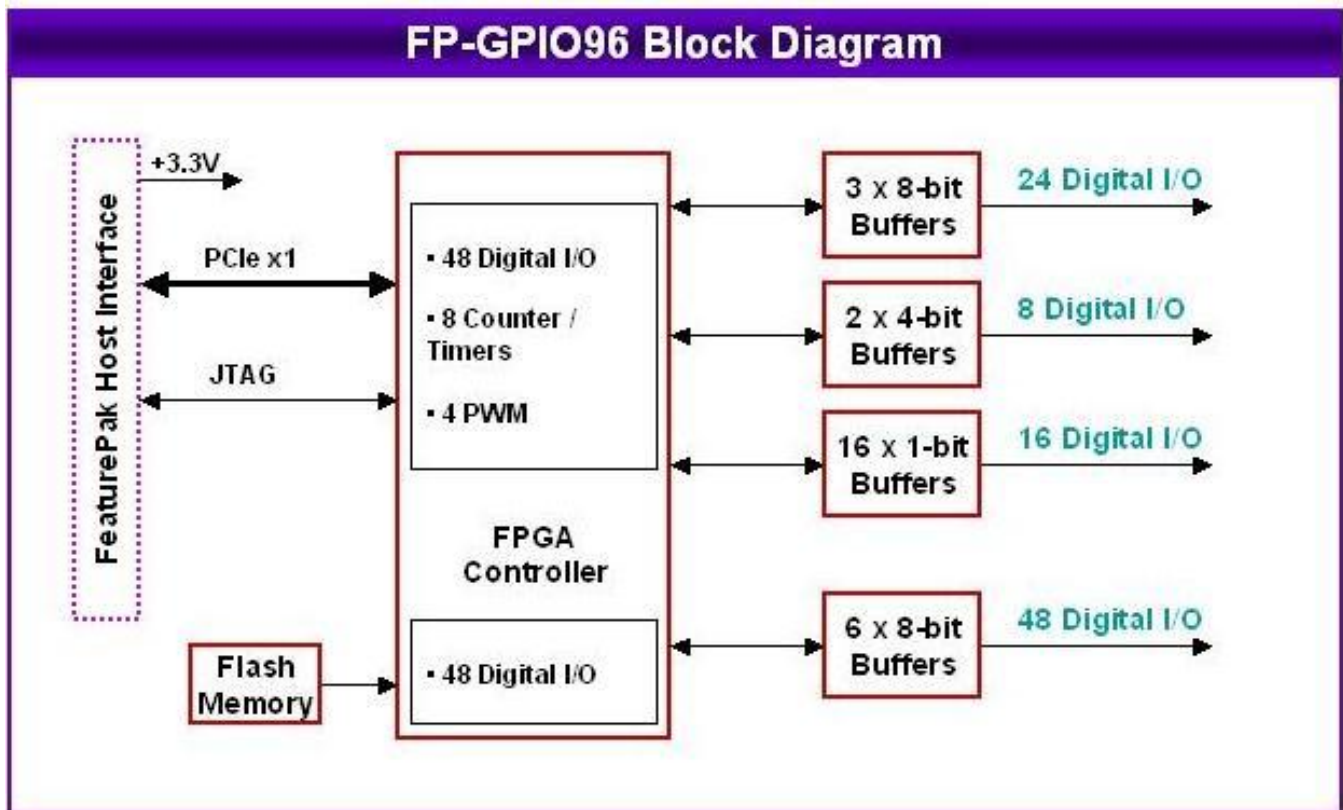 FP-GPIO96 Block Diagram
FeaturePak Host Interface
+3.3V
PCIe x1
JTAG
Flash
Memory
▪ 48 Digital I/O
▪ 8 Counter /
Timers
▪ 4 PWM
FPGA
Controller
▪ 48 Digital I/O
3 x 8-bit
Buffers
24 Digital I/O
2 x 4-bit
Buffers
8 Digital I/O
16 x 1-bit
Buffers
16 Digital I/O
6 x 8-bit
Buffers
48 Digital I/O